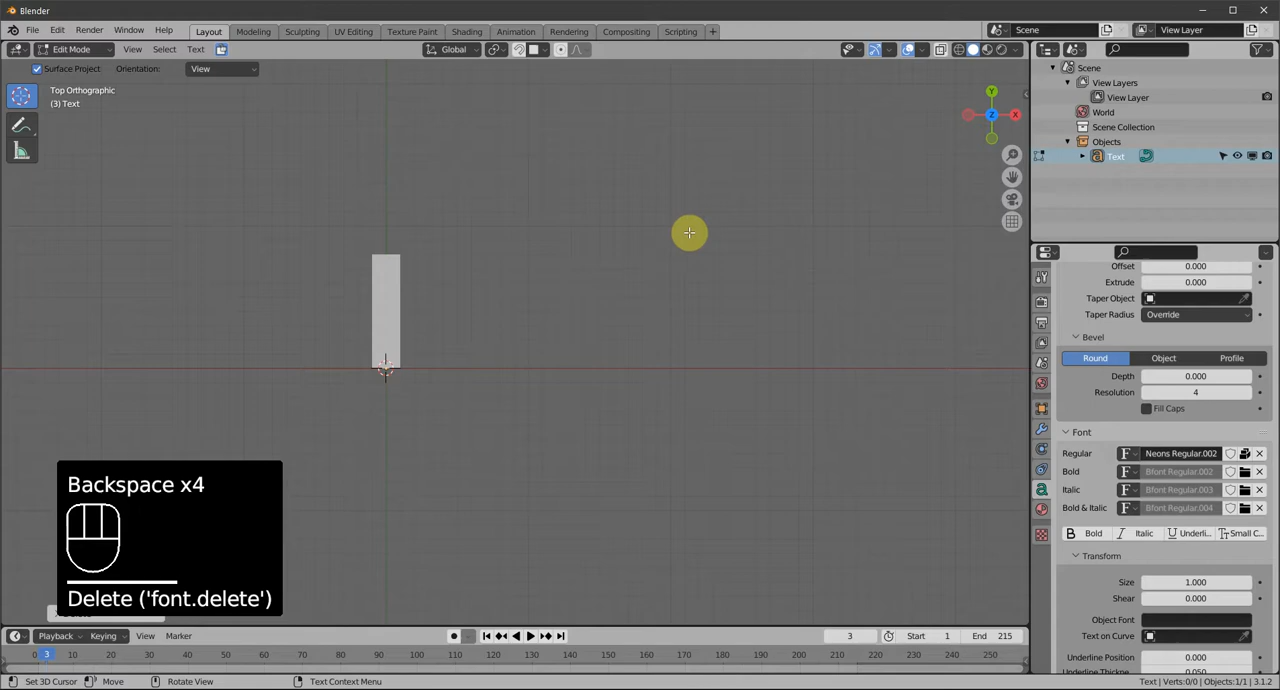 Blender
File Edit Render Window Help
Layout Modeling Sculpting UV Editing Texture Paint Shading Animation Rendering Compositing Scripting +
Scene
View Layer
Edit Mode View Select Text
Global
Surface Project Orientation: View
Top Orthographic
(3) Text
Y
Z
X
Scene
View Layers
View Layer
World
Scene Collection
Objects
Text
Offset 0.000
Extrude 0.000
Taper Object
Taper Radius Override
Bevel
Round Object Profile
Depth 0.000
Resolution 4
Fill Caps
Font
Regular F Neons Regular.002
Bold F Bfont Regular.002
Italic F Bfont Regular.003
Bold & Italic F Bfont Regular.004
B Bold I Italic U Underli... Tt Small C...
Transform
Size 1.000
Shear 0.000
Object Font
Text on Curve
Underline Position 0.000
Underline Thickne 0.050
Backspace x4
Delete ('font.delete')
Playback Keying View Marker
3
Start 1 End 215
0 3 10 20 30 40 50 60 70 80 90 100 110 120 130 140 150 160 170 180 190 200 210 220 230 240 250
Set 3D Cursor Move Rotate View Text Context Menu
Text | Verts:0/0 | Objects:1/1 | 3.1.2